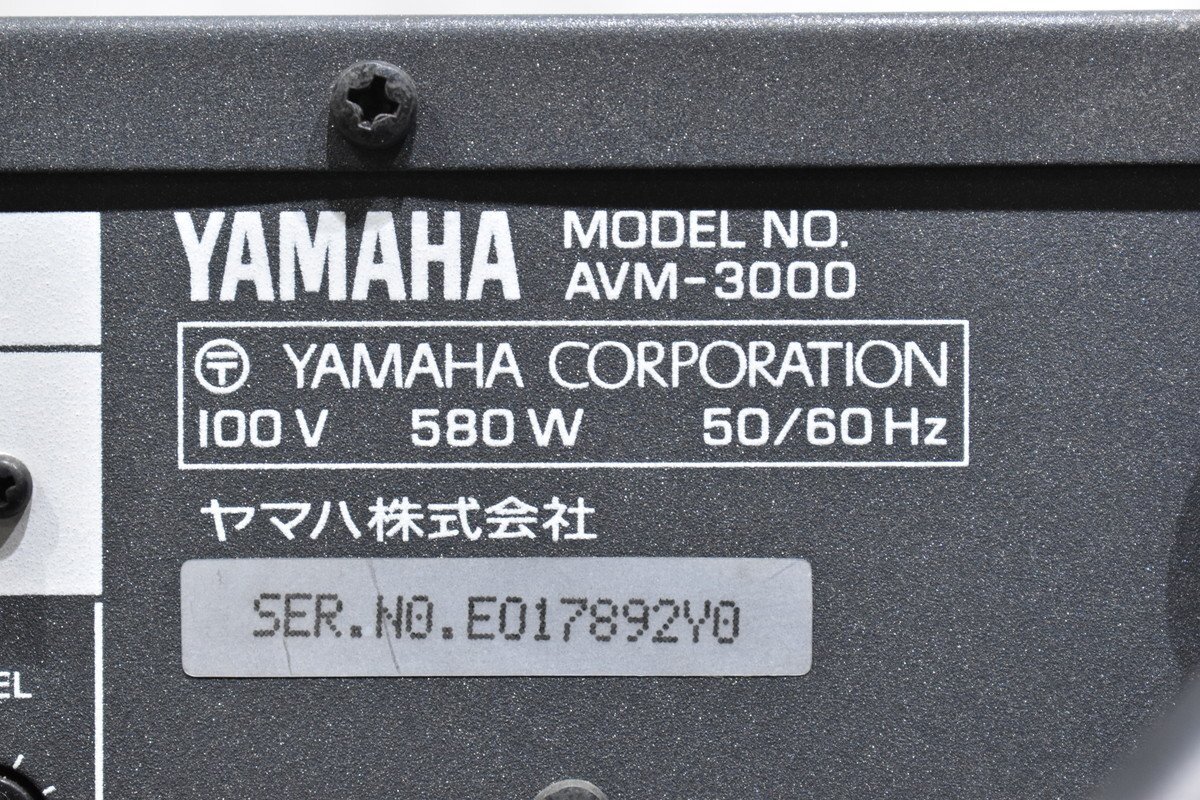 YAMAHA MODEL NO.
AVM-3000
〒 YAMAHA CORPORATION
100 V 580 W 50/60 Hz
ヤマハ株式会社
SER.NO.E017892Y0
EL